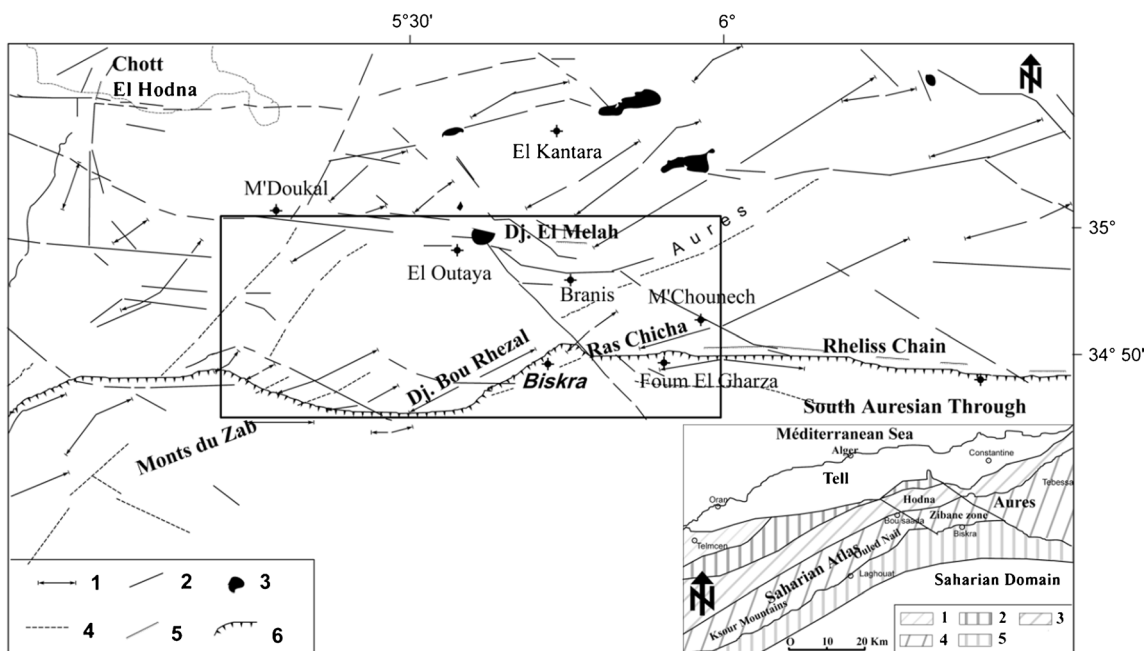 5°30'
6°
Chott
El Hodna
N
El Kantara
M'Doukal
35°
Aures
Dj. El Melah
El Outaya
Branis
M'Chounech
Ras Chicha
Rheliss Chain
34° 50'
Dj. Bou Rhezal
Biskra
Foum El Gharza
South Auresian Through
Monts du Zab
Méditerranean Sea
Alger
Constantine
Tell
Tebessa
Oran
Hodna
Aures
Bou saada
Zibane zone
Biskra
Telmcen
Ouled Nail
Saharian Atlas
Laghouat
Saharian Domain
N
Ksour Mountains
0 10 20 Km
1 2 3
4 5
1 2 3
4 5 6